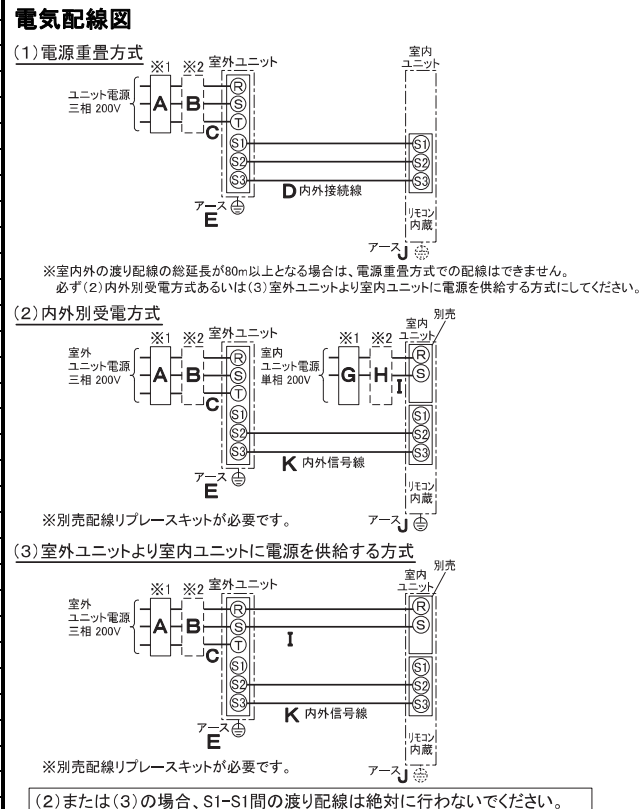 電気配線図
(1)電源重畳方式
※1 ※2 室外ユニット
室内
ユニット
ユニット電源
三相 200V
A B
C
R
S
T
S1
S2
S3
S1
S2
S3
D 内外接続線
アース
E
リモコン
内蔵
アース J
※室内外の渡り配線の総延長が80m以上となる場合は、電源重畳方式での配線はできません。
必ず(2)内外別受電方式あるいは(3)室外ユニットより室内ユニットに電源を供給する方式にしてください。
(2)内外別受電方式
※1 ※2 室外ユニット
室外
ユニット電源
三相 200V
A B
C
R
S
T
S1
S2
S3
室内
ユニット電源
単相 200V
※1 ※2
G H
I
室内
ユニット
別売
R
S
S1
S2
S3
K 内外信号線
アース
E
リモコン
内蔵
アース J
※別売配線リプレースキットが必要です。
(3)室外ユニットより室内ユニットに電源を供給する方式
※1 ※2 室外ユニット
室外
ユニット電源
三相 200V
A B
C
R
S
T
S1
S2
S3
I
室内
ユニット
別売
R
S
S1
S2
S3
K 内外信号線
アース
E
リモコン
内蔵
アース J
※別売配線リプレースキットが必要です。
(2)または(3)の場合、S1-S1間の渡り配線は絶対に行わないでください。